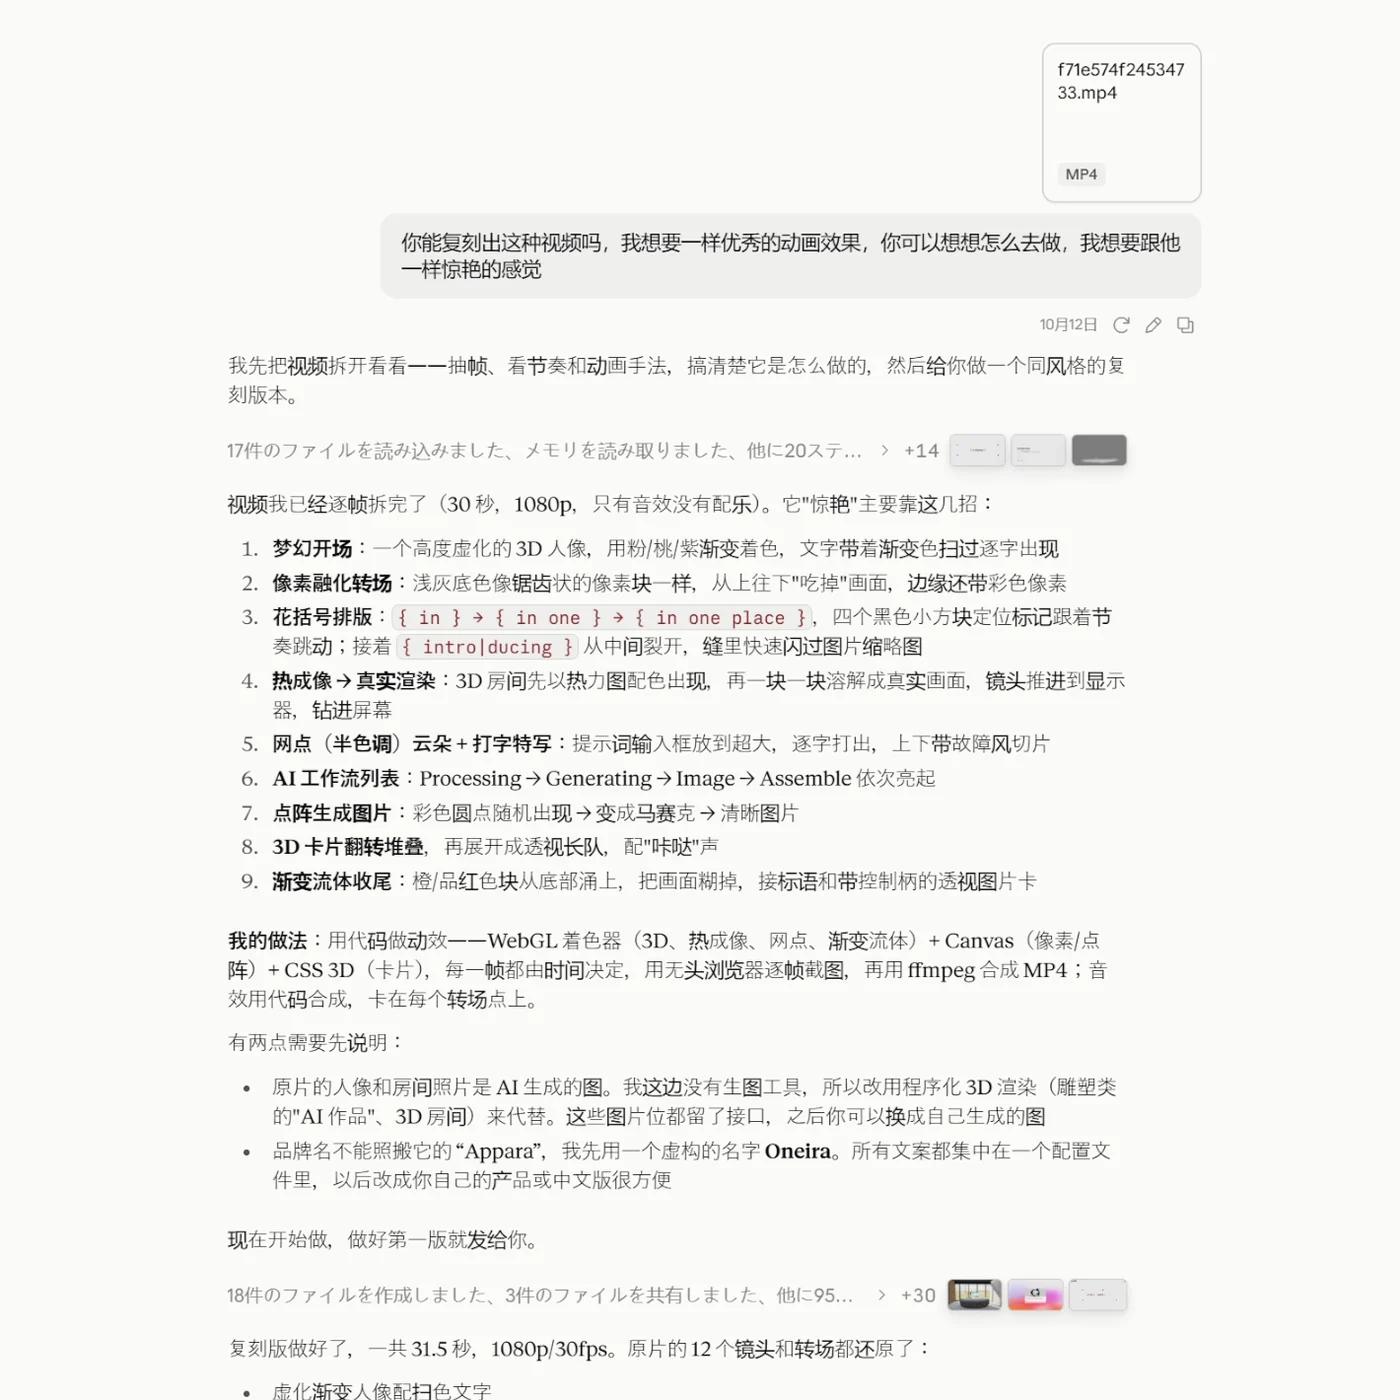 f71e574f245347
33.mp4
MP4
你能复刻出这种视频吗，我想要一样优秀的动画效果，你可以想想怎么去做，我想要跟他
一样惊艳的感觉
10月12日
我先把视频拆开看看——抽帧、看节奏和动画手法，搞清楚它是怎么做的，然后给你做一个同风格的复
刻版本。
17件のファイルを読み込みました、メモリを読み取りました、他に20ステ... > +14
视频我已经逐帧拆完了（30 秒，1080p，只有音效没有配乐）。它"惊艳"主要靠这几招：
1. 梦幻开场：一个高度虚化的 3D 人像，用粉/桃/紫渐变着色，文字带着渐变色扫过逐字出现
2. 像素融化转场：浅灰底色像锯齿状的像素块一样，从上往下"吃掉"画面，边缘还带彩色像素
3. 花括号排版：{ in } → { in one } → { in one place }，四个黑色小方块定位标记跟着节
奏跳动；接着 { intro|ducing } 从中间裂开，缝里快速闪过图片缩略图
4. 热成像 → 真实渲染：3D 房间先以热力图配色出现，再一块一块溶解成真实画面，镜头推进到显示
器，钻进屏幕
5. 网点（半色调）云朵 + 打字特写：提示词输入框放到超大，逐字打出，上下带故障风切片
6. AI 工作流列表：Processing → Generating → Image → Assemble 依次亮起
7. 点阵生成图片：彩色圆点随机出现 → 变成马赛克 → 清晰图片
8. 3D 卡片翻转堆叠，再展开成透视长队，配"咔哒"声
9. 渐变流体收尾：橙/品红色块从底部涌上，把画面糊掉，接标语和带控制柄的透视图片卡
我的做法：用代码做动效——WebGL 着色器（3D、热成像、网点、渐变流体）+ Canvas（像素/点
阵）+ CSS 3D（卡片），每一帧都由时间决定，用无头浏览器逐帧截图，再用 ffmpeg 合成 MP4；音
效用代码合成，卡在每个转场点上。
有两点需要先说明：
• 原片的人像和房间照片是 AI 生成的图。我这边没有生图工具，所以改用程序化 3D 渲染（雕塑类
的"AI 作品"、3D 房间）来代替。这些图片位都留了接口，之后你可以换成自己生成的图
• 品牌名不能照搬它的 “Appara”，我先用一个虚构的名字 Oneira。所有文案都集中在一个配置文
件里，以后改成你自己的产品或中文版很方便
现在开始做，做好第一版就发给你。
18件のファイルを作成しました、3件のファイルを共有しました、他に95... > +30
复刻版做好了，一共 31.5 秒，1080p/30fps。原片的 12 个镜头和转场都还原了：
• 虚化渐变人像配扫色文字